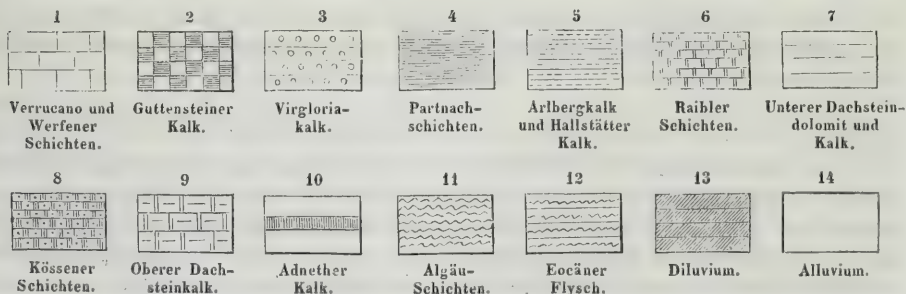 1 2 3 4 5 6 7
Verrucano und Werfener Schichten.
Guttensteiner Kalk.
Virgloria-kalk.
Partnach-schichten.
Arlbergkalk und Hallstätter Kalk.
Raibler Schichten.
Unterer Dachstein-dolomit und Kalk.
8 9 10 11 12 13 14
Kössener Schichten.
Oberer Dach-steinkalk.
Adnether Kalk.
Algäu-Schichten.
Eocäner Flysch.
Diluvium.
Alluvium.